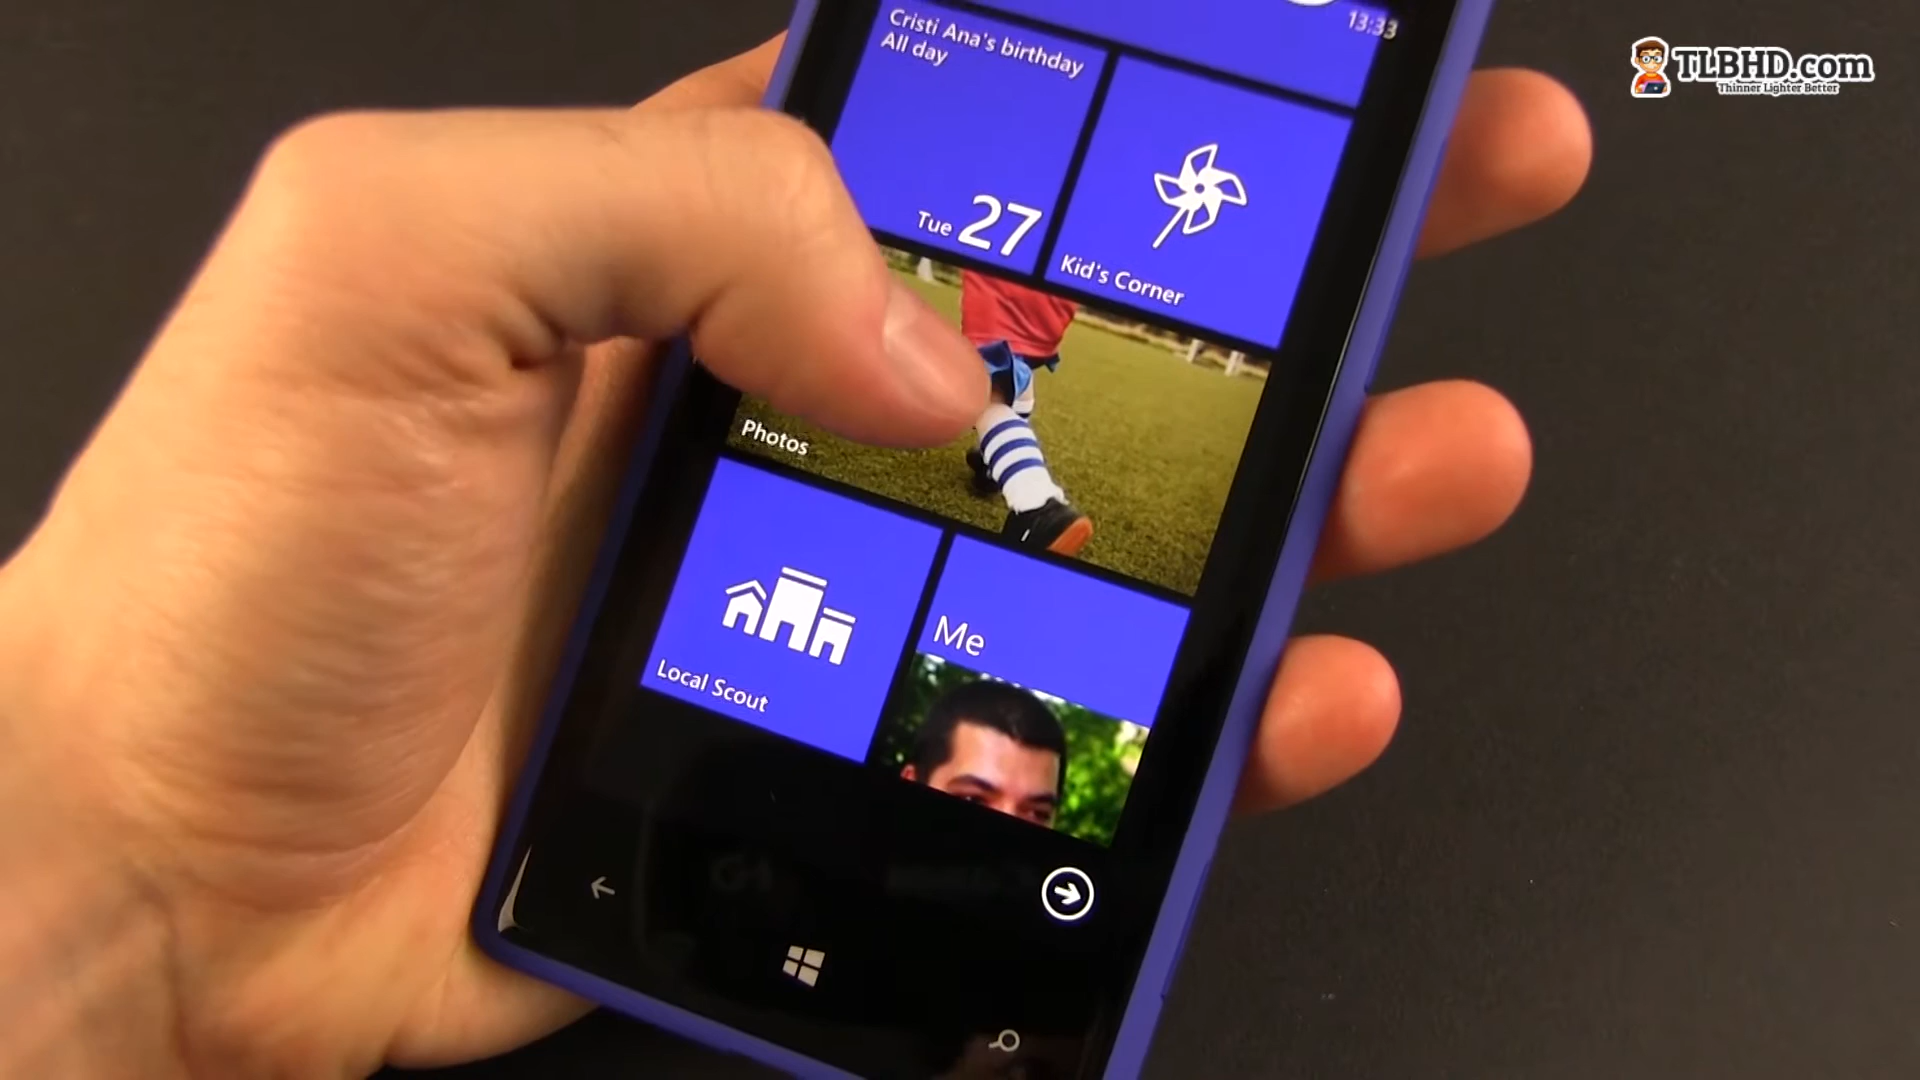 13:33
TLBHD.com
Thinner Lighter Better
Cristi Ana's birthday
All day
Tue 27
Kid's Corner
Photos
Me
Local Scout